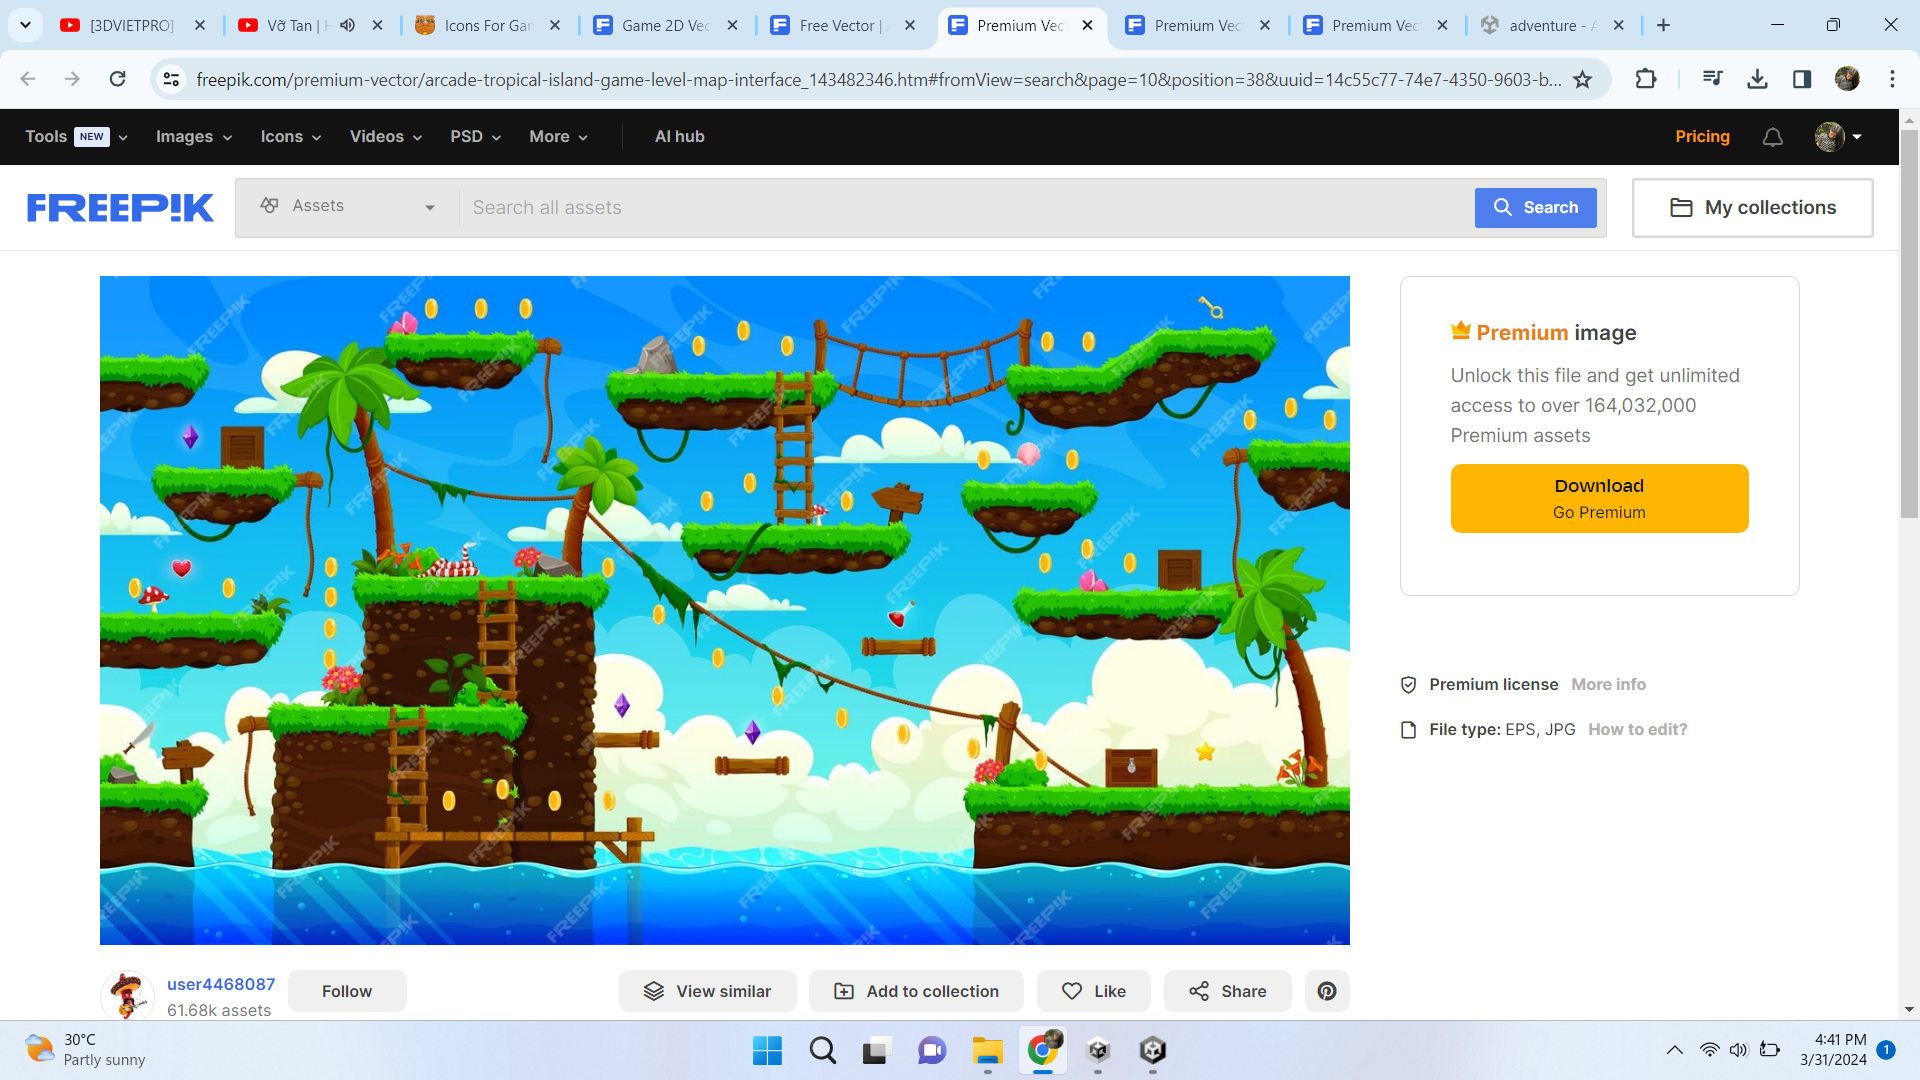 [3DVIETPRO]
Vỡ Tan | H
Icons For Gam
Game 2D Vec
Free Vector | A
Premium Vect
Premium Vec
Premium Vec
adventure - A
freepik.com/premium-vector/arcade-tropical-island-game-level-map-interface_143482346.htm#fromView=search&page=10&position=38&uuid=14c55c77-74e7-4350-9603-b...
Tools NEW Images Icons Videos PSD More AI hub Pricing
FREEPIK Assets Search all assets Search My collections
Premium image
Unlock this file and get unlimited
access to over 164,032,000
Premium assets
Download
Go Premium
Premium license More info
File type: EPS, JPG How to edit?
FREEPIK
user4468087
61.68k assets
Follow View similar Add to collection Like Share
30°C
Partly sunny
4:41 PM
3/31/2024
1